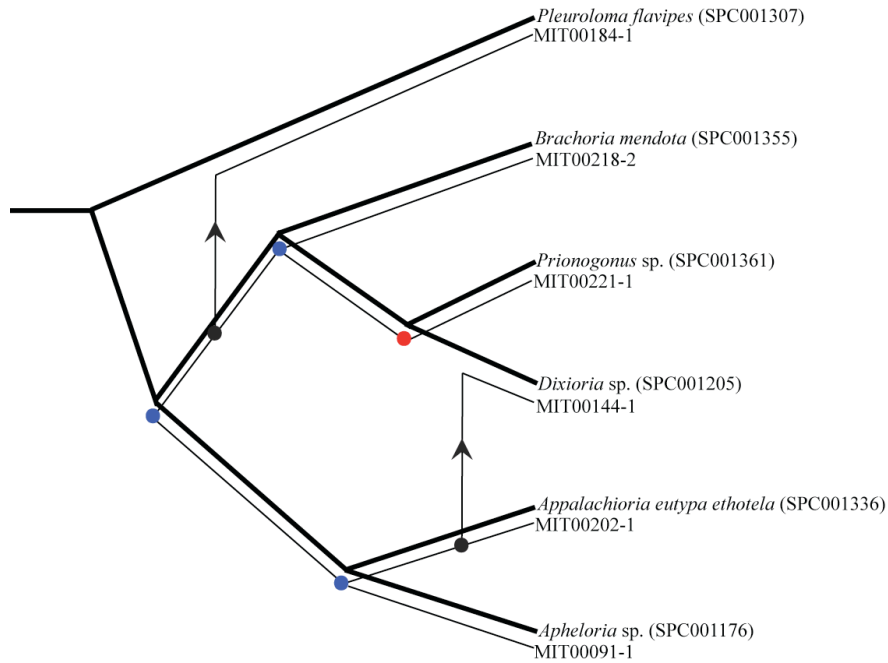 Pleuroloma flavipes (SPC001307)
MIT00184-1
Brachoria mendota (SPC001355)
MIT00218-2
Prionogonus sp. (SPC001361)
MIT00221-1
Dixioria sp. (SPC001205)
MIT00144-1
Appalachioria eutypa ethotela (SPC001336)
MIT00202-1
Apheloria sp. (SPC001176)
MIT00091-1